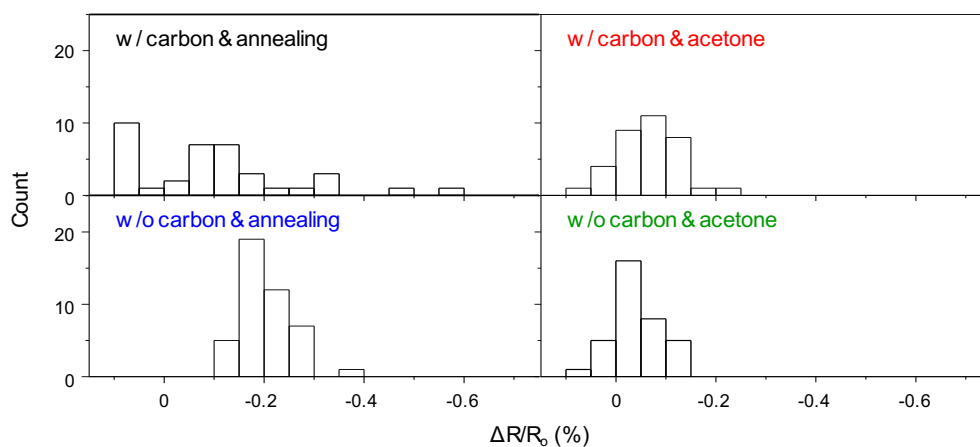 w / carbon & annealing
w / carbon & acetone
20
10
0
w /o carbon & annealing
w /o carbon & acetone
20
10
0
Count
0 -0.2 -0.4 -0.6 0 -0.2 -0.4 -0.6
ΔR/Rₒ (%)